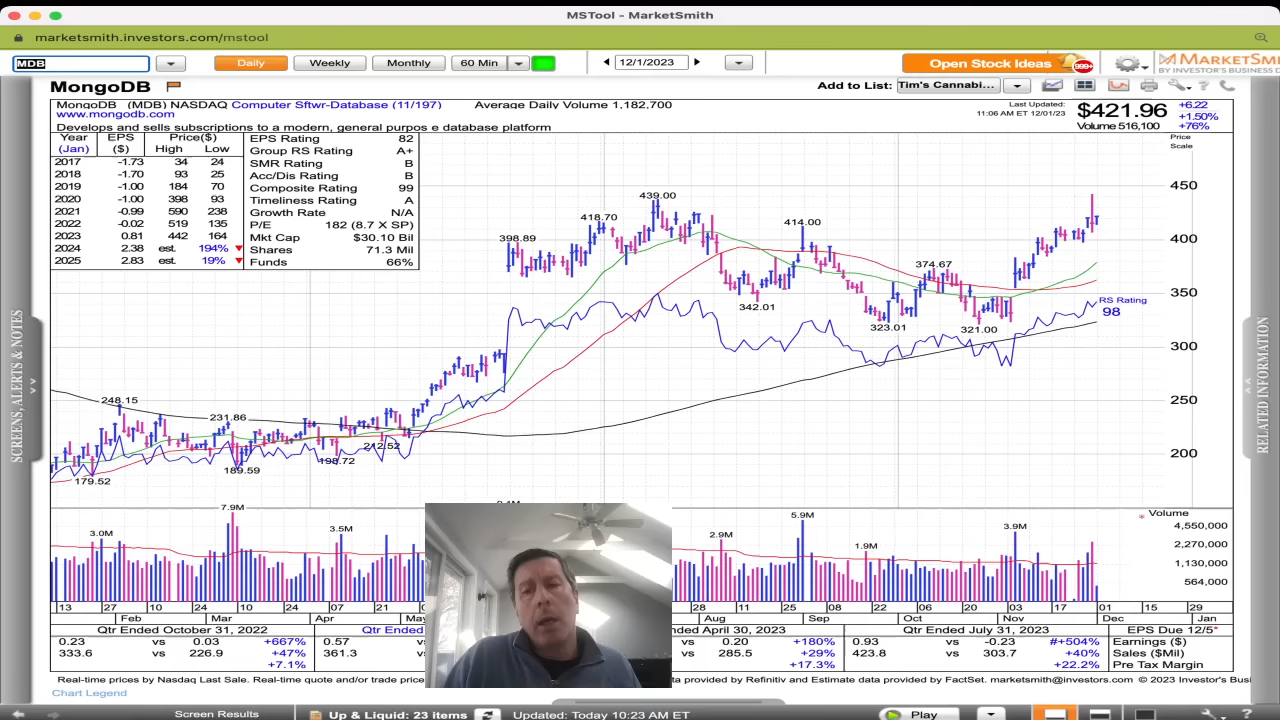 MSTool - MarketSmith
marketsmith.investors.com/mstool
MDB Daily Weekly Monthly 60 Min 12/1/2023 Open Stock Ideas 999+ MarketSmi
BY INVESTOR'S BUSINESS D
MongoDB Add to List: Tim's Cannabi...
MongoDB (MDB) NASDAQ Computer Sftwr-Database (11/197) Average Daily Volume 1,182,700
www.mongodb.com
Develops and sells subscriptions to a modern, general purpos e database platform
Last Updated: 11:06 AM ET 12/01/23
$421.96 +6.22
+1.50%
Volume 516,100 +76%
Year EPS Price($)
(Jan) ($) High Low
2017 -1.73 34 24
2018 -1.70 93 25
2019 -1.00 184 70
2020 -1.00 398 93
2021 -0.99 590 238
2022 -0.02 519 135
2023 0.81 442 164
2024 2.38 est. 194%
2025 2.83 est. 19%
EPS Rating 82
Group RS Rating A+
SMR Rating B
Acc/Dis Rating B
Composite Rating 99
Timeliness Rating A
Growth Rate N/A
P/E 182 (8.7 X SP)
Mkt Cap $30.10 Bil
Shares 71.3 Mil
Funds 66%
Price
Scale
450
400
350
300
250
200
439.00
418.70
414.00
398.89
374.67
342.01
323.01
321.00
RS Rating
98
248.15
231.86
212.52
198.72
189.59
179.52
SCREENS, ALERTS & NOTES
RELATED INFORMATION
7.9M
5.9M
3.0M
3.5M
2.9M
1.9M
3.9M
Volume
4,550,000
2,270,000
1,130,000
564,000
13 27 10 24 10 24 07 21 28 11 25 08 22 06 20 03 17 01 15 29
Feb Mar Apr May Aug Sep Oct Nov Dec Jan
Qtr Ended October 31, 2022 Qtr Ended nded April 30, 2023 Qtr Ended July 31, 2023 EPS Due 12/5*
0.23 vs 0.03 +667% 0.57 vs 0.20 +180% 0.93 vs -0.23 #+504% Earnings ($)
333.6 vs 226.9 +47% 361.3 vs 285.5 +29% 423.8 vs 303.7 +40% Sales ($Mil)
+7.1% +17.3% +22.2% Pre Tax Margin
Real-time prices by Nasdaq Last Sale. Real-time quote and/or trade price ta provided by Refinitiv and Estimate data provided by FactSet. marketsmith@investors.com © 2023 Investor's Busi
Chart Legend
Screen Results Up & Liquid: 23 items Updated: Today 10:23 AM ET Play